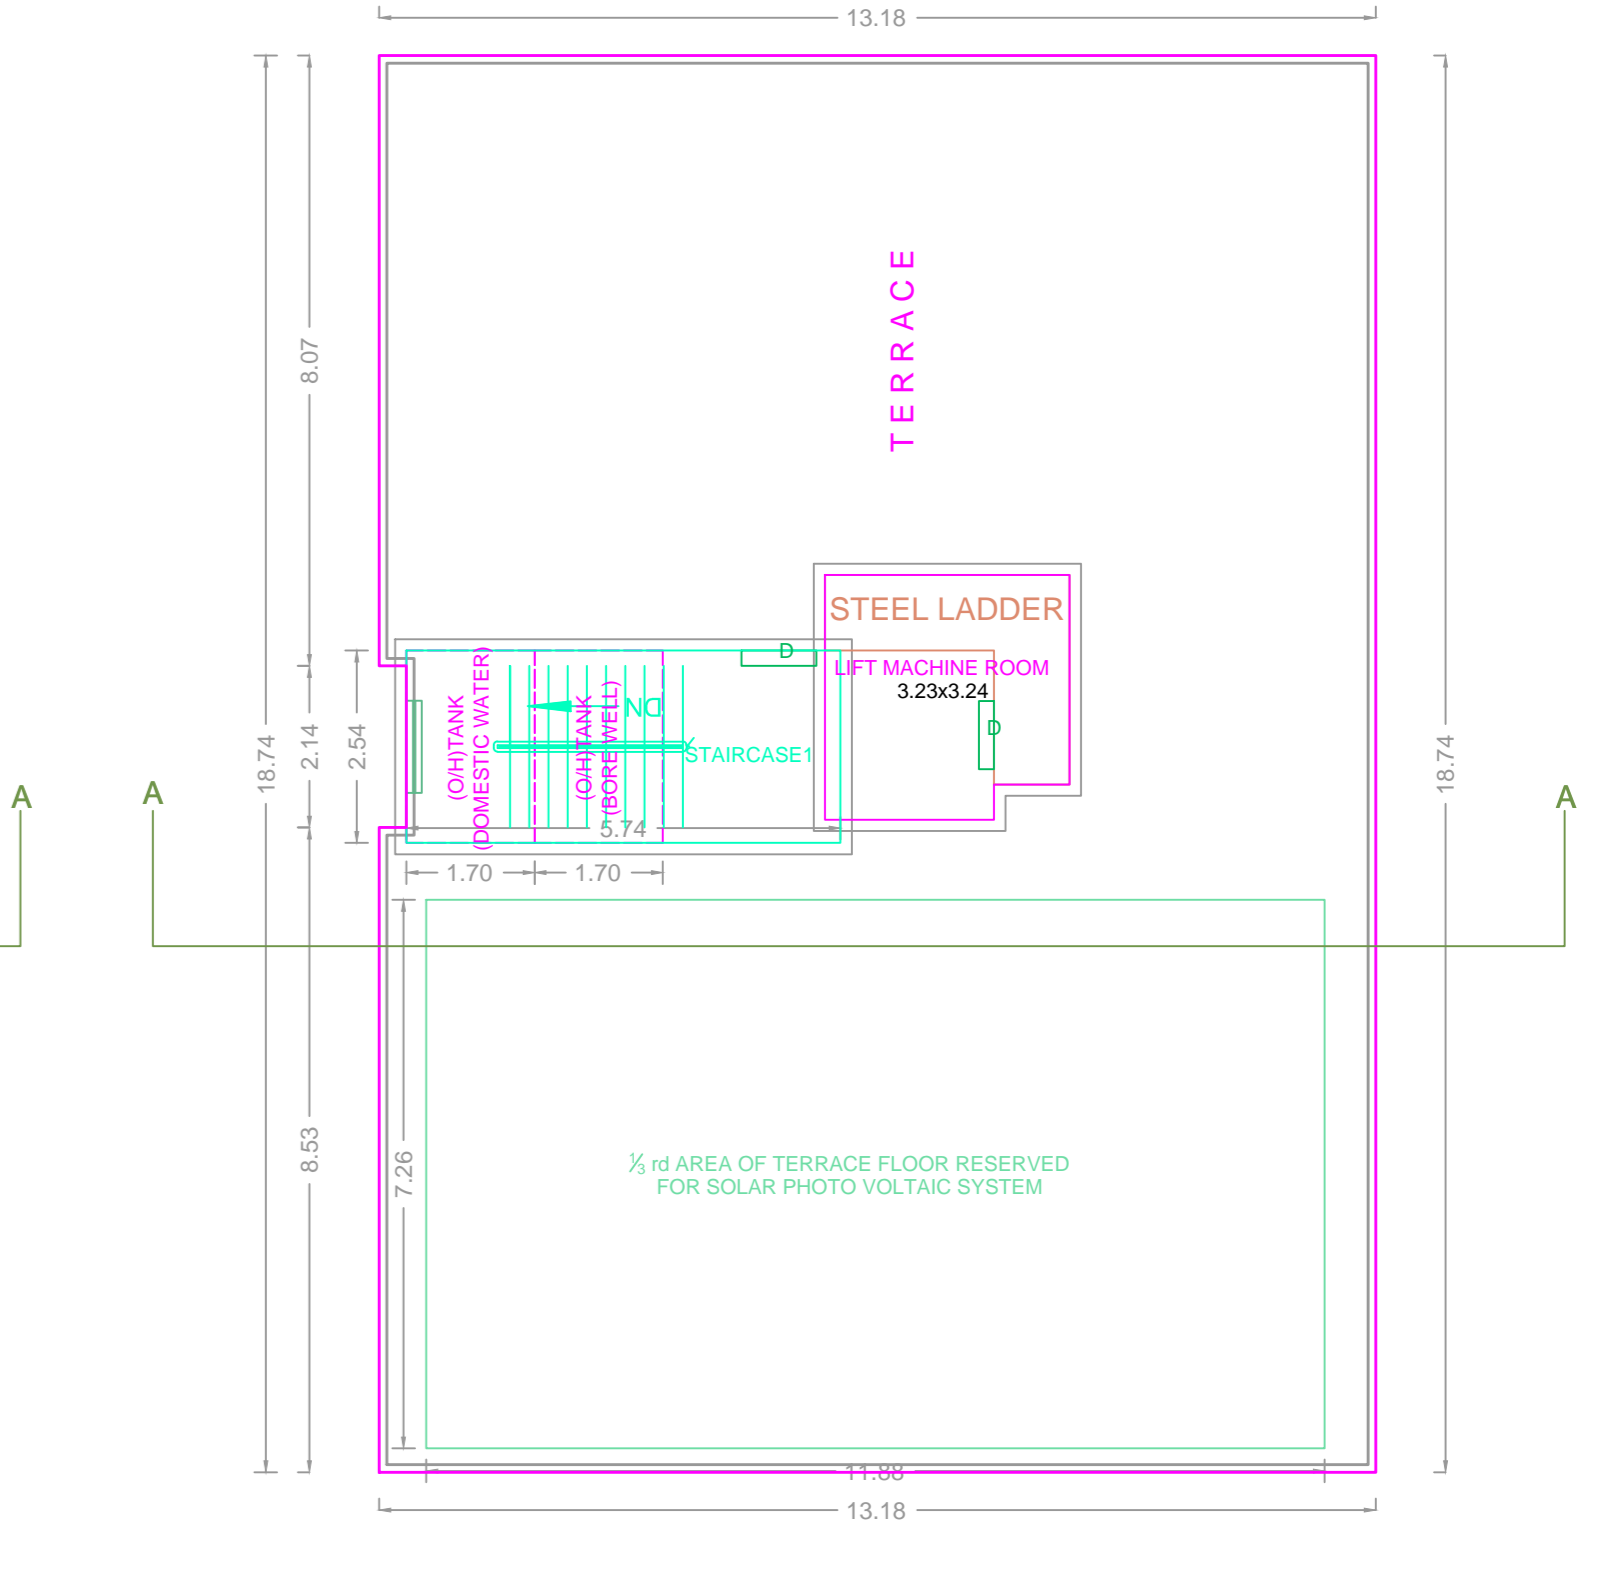 13.18
TERRACE
8.07
STEEL LADDER
LIFT MACHINE ROOM
3.23x3.24
D
D
(O/H)TANK
(DOMESTIC WATER)
(O/H)TANK
(BORE WELL)
DN
STAIRCASE1
18.74
2.14
2.54
18.74
A
A
A
5.74
1.70
1.70
8.53
7.26
⅓ rd AREA OF TERRACE FLOOR RESERVED
FOR SOLAR PHOTO VOLTAIC SYSTEM
11.88
13.18